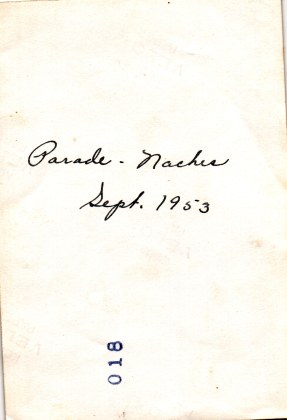 Parade - Naches
Sept. 1953
018